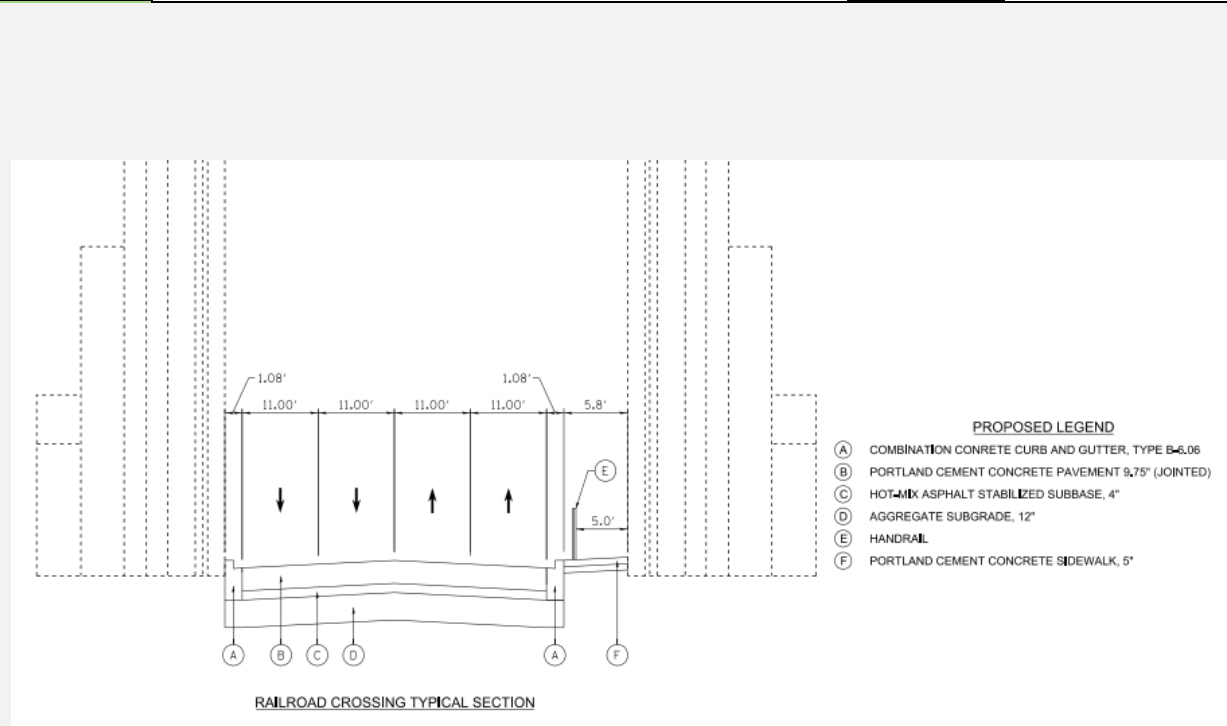 1.08'
1.08'
11.00'
11.00'
11.00'
11.00'
5.8'
E
5.0'
A
B
C
D
A
F
RAILROAD CROSSING TYPICAL SECTION
PROPOSED LEGEND
A COMBINATION CONRETE CURB AND GUTTER, TYPE B-6.06
B PORTLAND CEMENT CONCRETE PAVEMENT 9.75" (JOINTED)
C HOT-MIX ASPHALT STABILIZED SUBBASE, 4"
D AGGREGATE SUBGRADE, 12"
E HANDRAIL
F PORTLAND CEMENT CONCRETE SIDEWALK, 5"